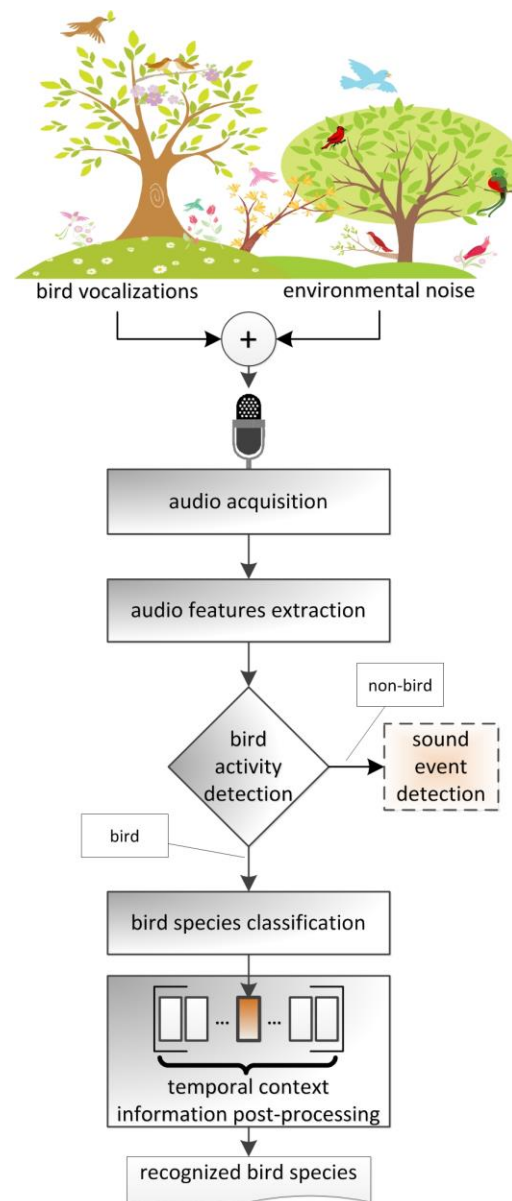 bird vocalizations
environmental noise
+
audio acquisition
audio features extraction
non-bird
bird
activity
detection
sound
event
detection
bird
bird species classification
... ...
temporal context
information post-processing
recognized bird species